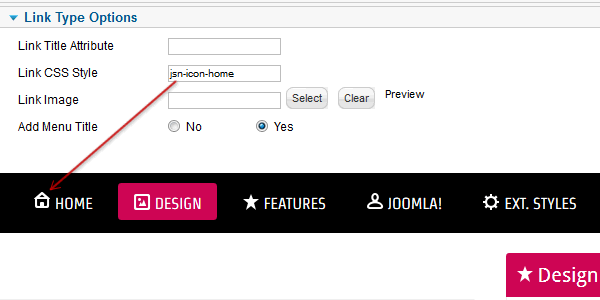 Link Type Options
Link Title Attribute
Link CSS Style jsn-icon-home
Link Image Select Clear Preview
Add Menu Title No Yes
HOME DESIGN FEATURES JOOMLA! EXT. STYLES
Design